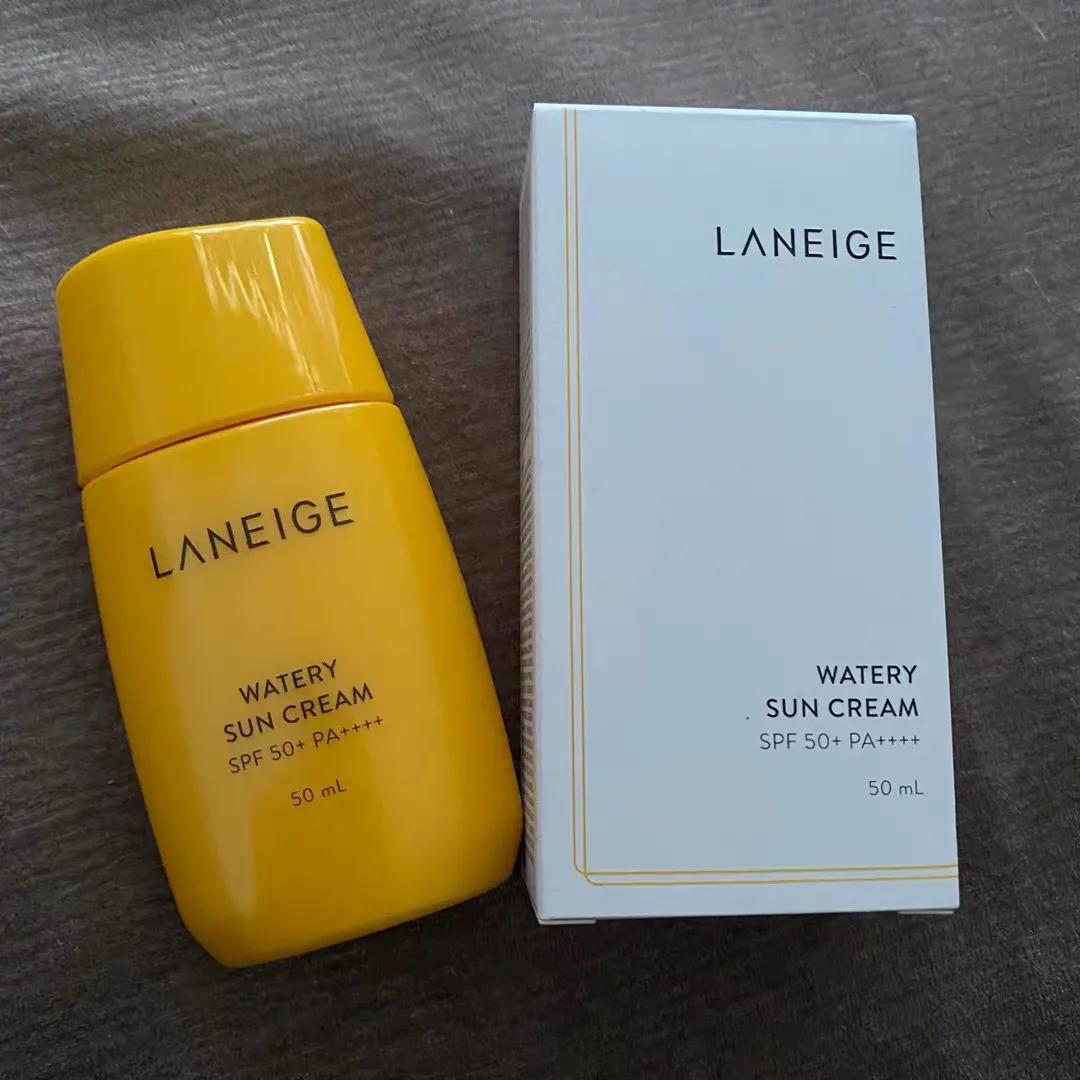 LANEIGE
WATERY
SUN CREAM
SPF 50+ PA++++
50 mL
LANEIGE
WATERY
SUN CREAM
SPF 50+ PA++++
50 mL